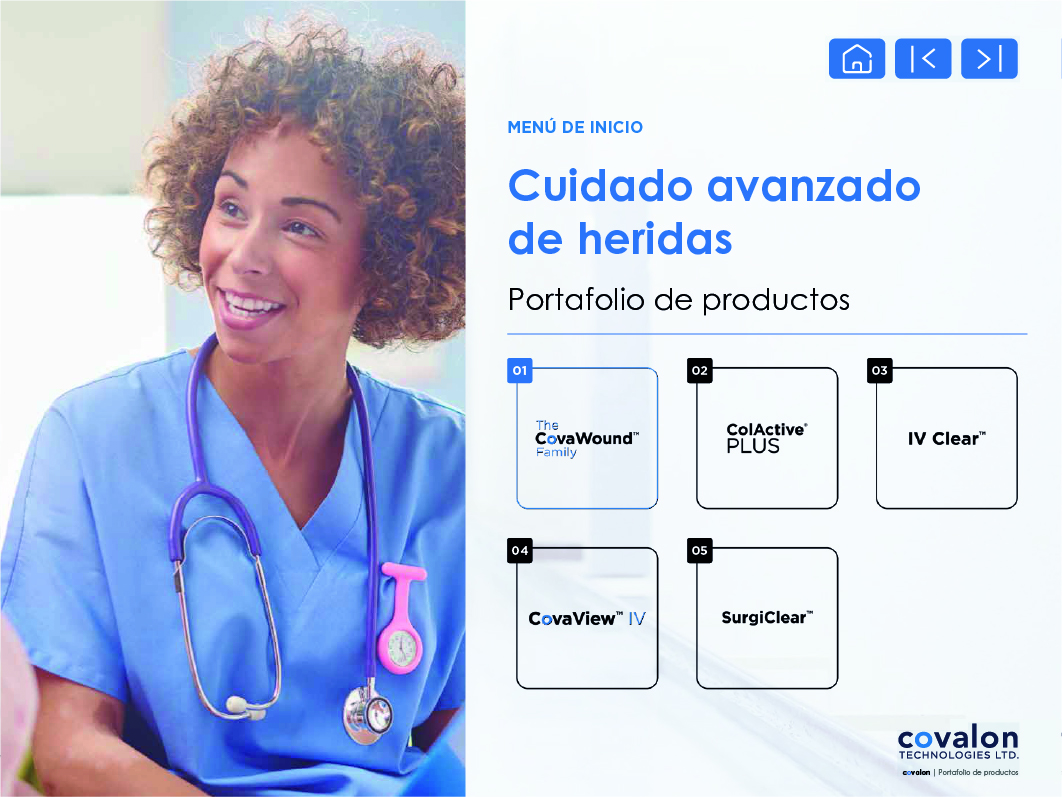 MENÚ DE INICIO
Cuidado avanzado
de heridas
Portafolio de productos
01
The
CovaWound™
Family
02
ColActive®
PLUS
03
IV Clear™
04
CovaView™ IV
05
SurgiClear™
covalon
TECHNOLOGIES LTD.
covalon | Portafolio de productos